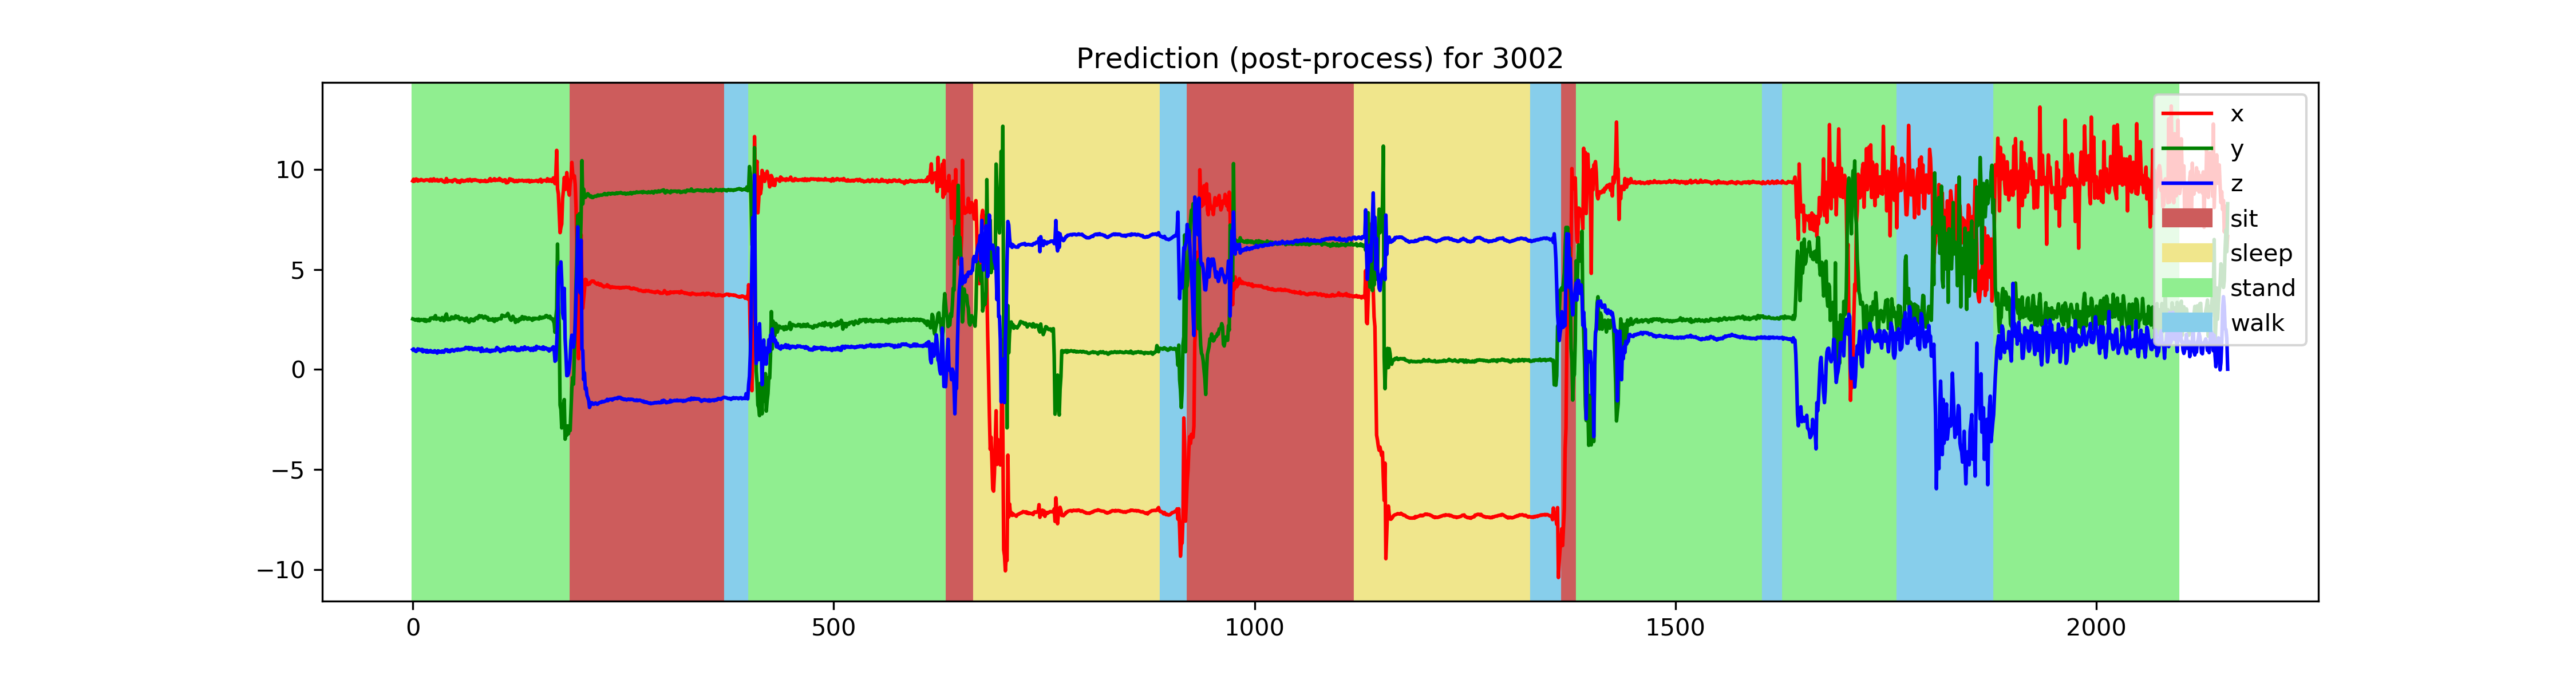 Prediction (post-process) for 3002
10
5
0
−5
−10
0
500
1000
1500
2000
x
y
z
sit
sleep
stand
walk